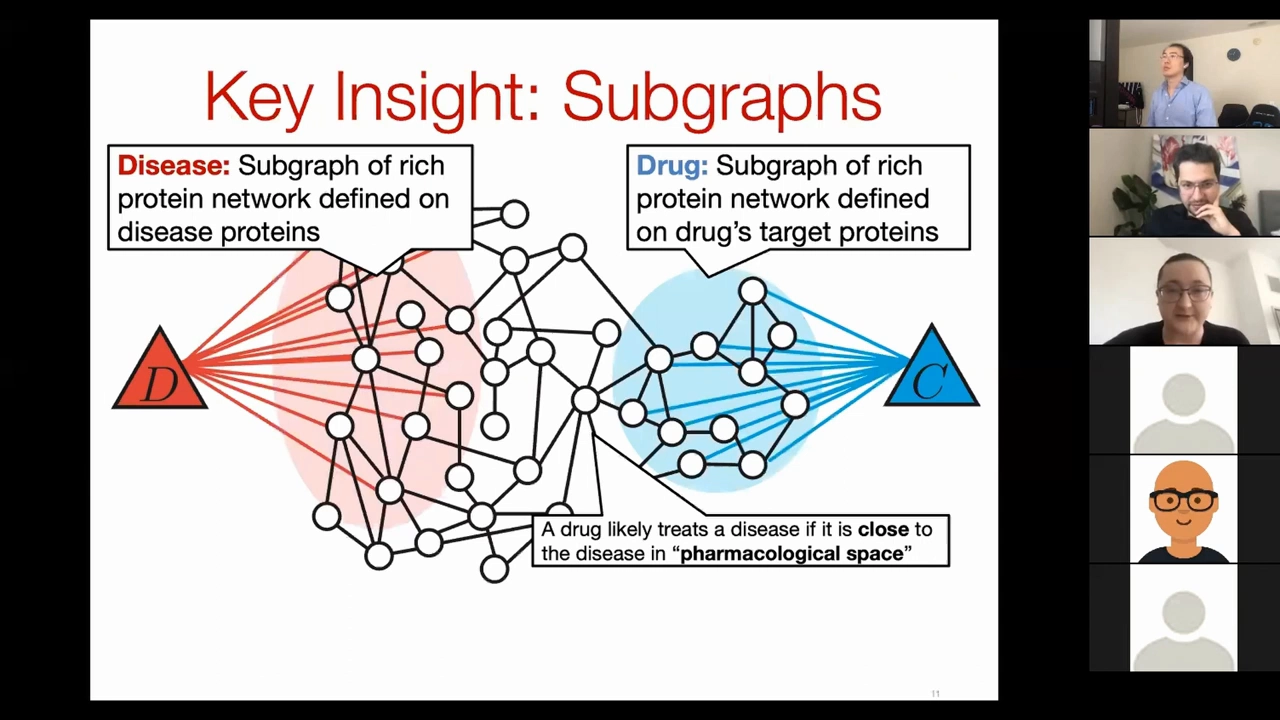 Key Insight: Subgraphs
Disease: Subgraph of rich
protein network defined on
disease proteins
Drug: Subgraph of rich
protein network defined
on drug's target proteins
D
C
A drug likely treats a disease if it is close to
the disease in “pharmacological space”
11